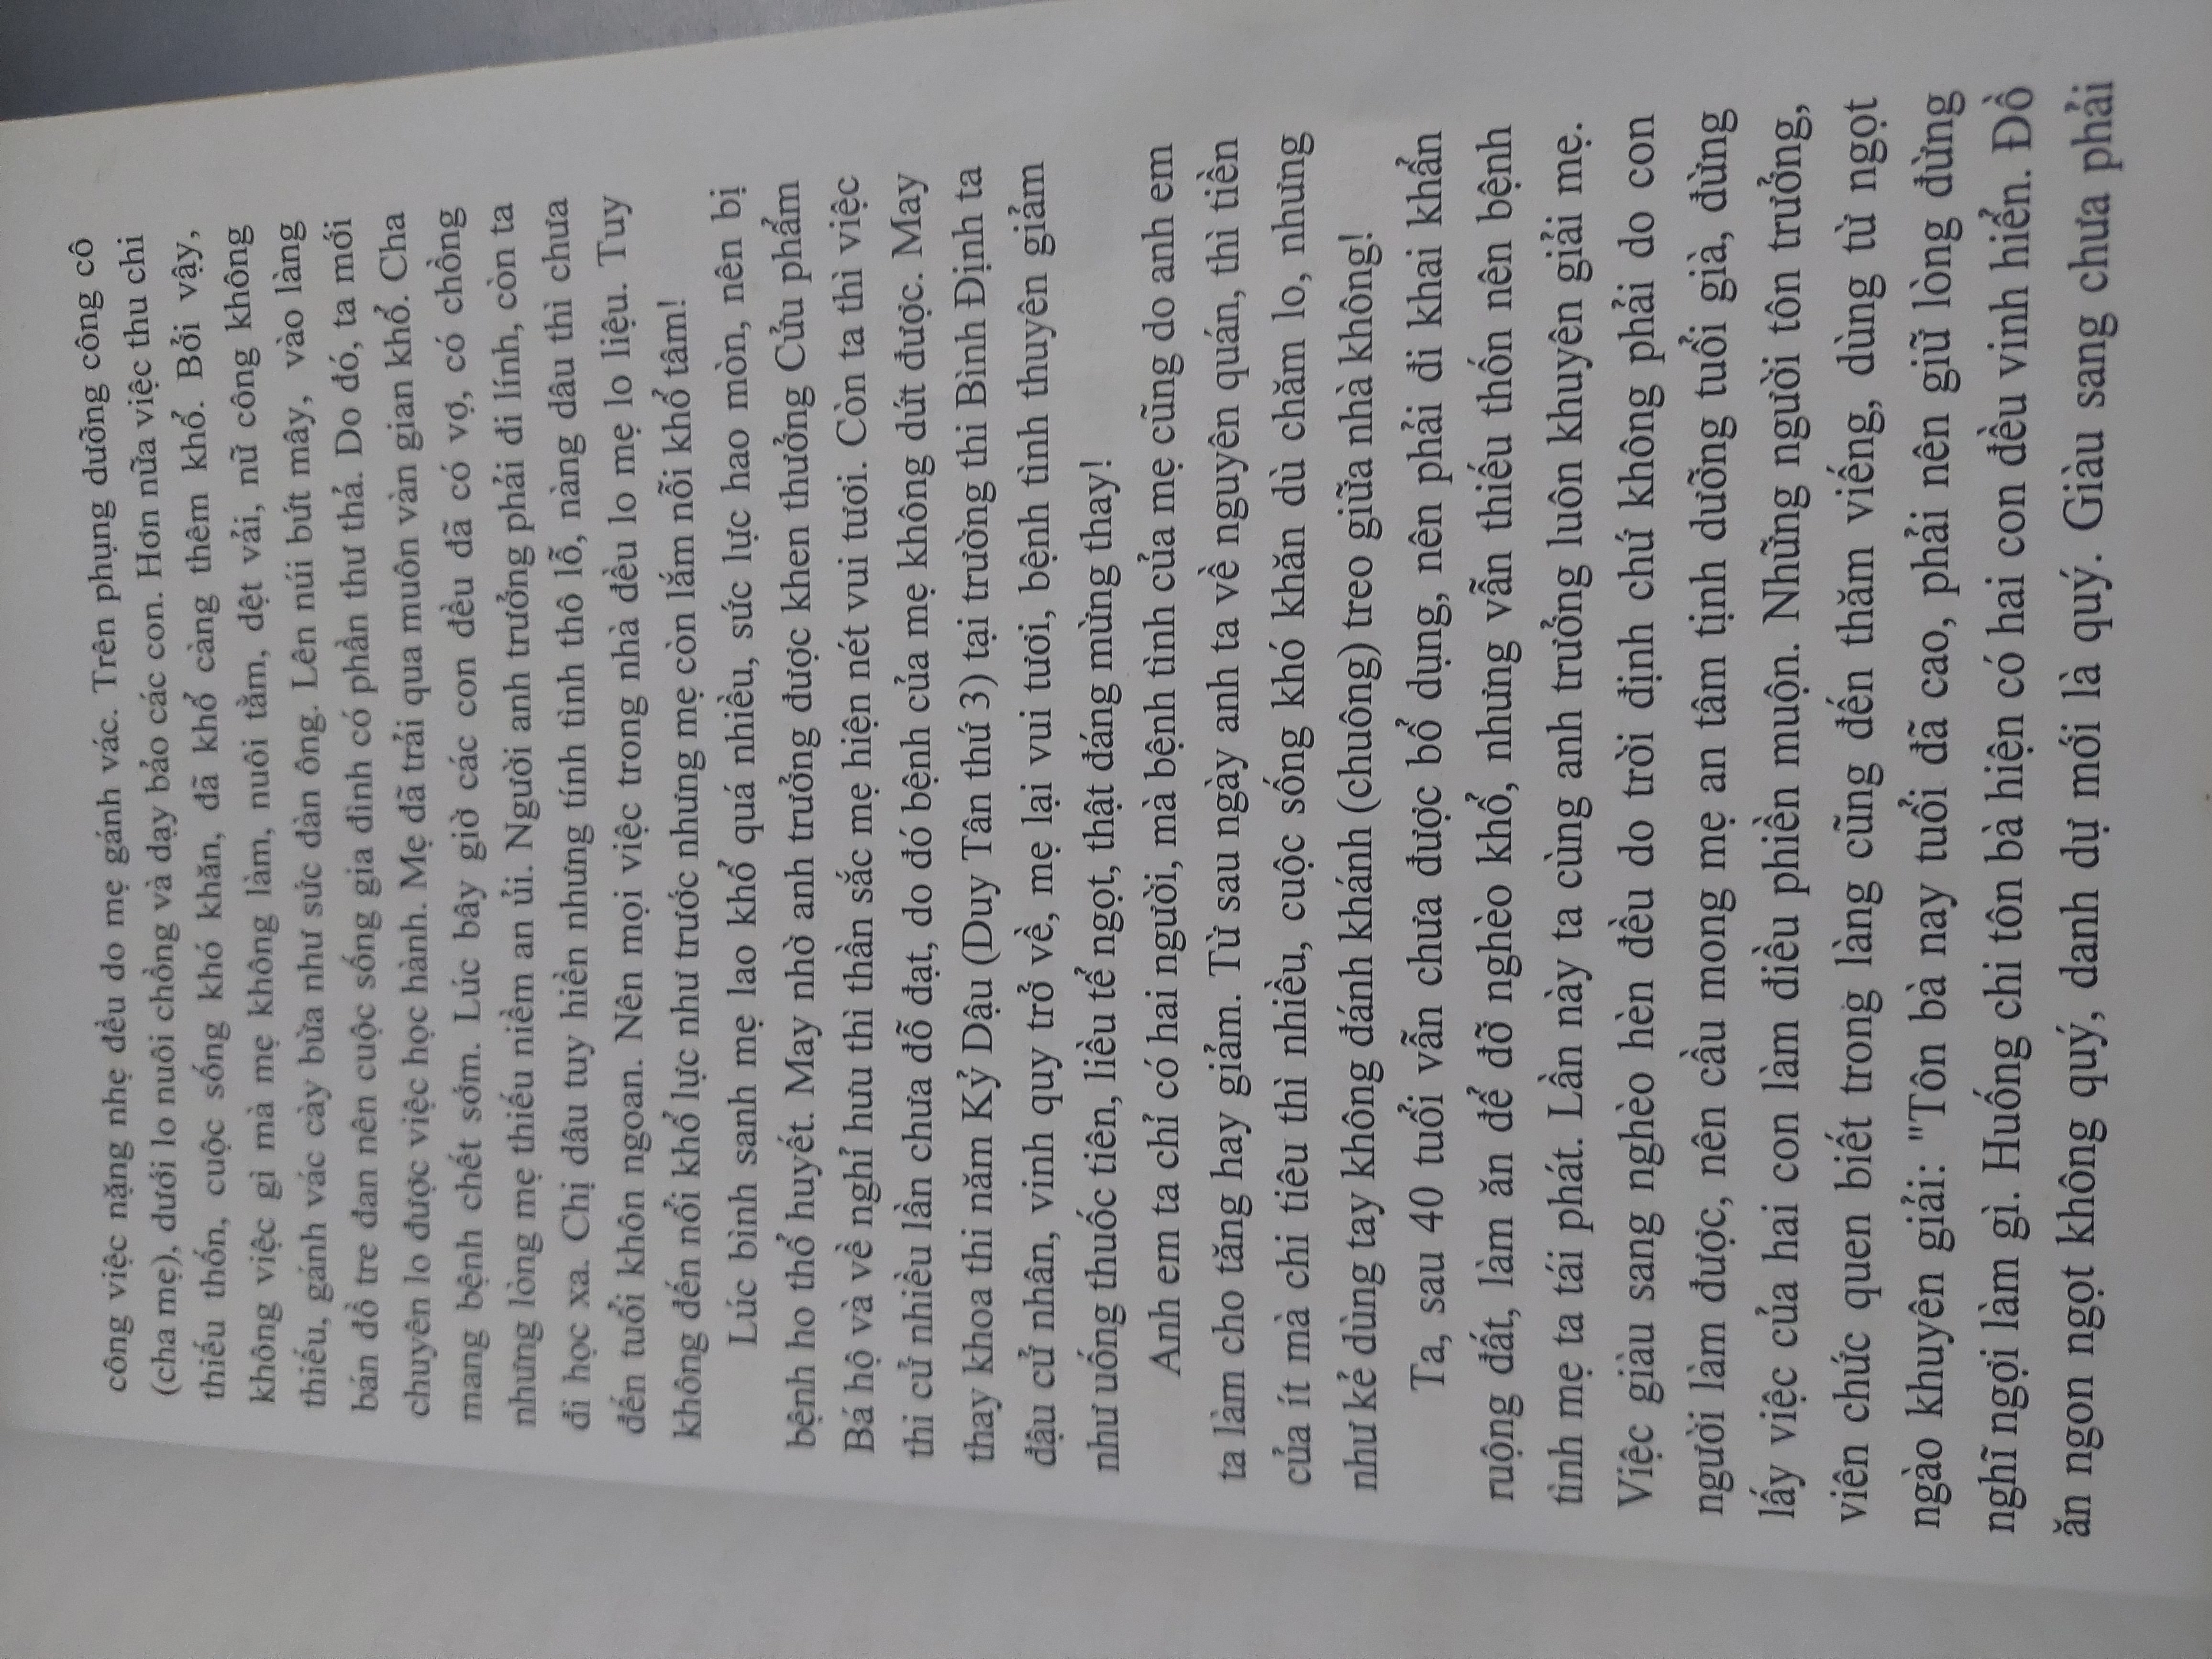 công việc nặng nhẹ đều do mẹ gánh vác. Trên phụng dưỡng công cô
(cha mẹ), dưới lo nuôi chồng và dạy bảo các con. Hơn nữa việc thu chi
thiếu thốn, cuộc sống khó khăn, đã khổ càng thêm khổ. Bởi vậy,
không việc gì mà mẹ không làm, nuôi tằm, dệt vải, nữ công không
thiếu, gánh vác cày bừa như sức đàn ông. Lên núi bứt mây, vào làng
bán đồ tre đan nên cuộc sống gia đình có phần thư thả. Do đó, ta mới
chuyên lo được việc học hành. Mẹ đã trải qua muôn vàn gian khổ. Cha
mang bệnh chết sớm. Lúc bây giờ các con đều đã có vợ, có chồng
nhưng lòng mẹ thiếu niềm an ủi. Người anh trưởng phải đi lính, còn ta
đi học xa. Chị dâu tuy hiền nhưng tính tình thô lỗ, nàng dâu thì chưa
đến tuổi khôn ngoan. Nên mọi việc trong nhà đều lo mẹ lo liệu. Tuy
không đến nổi khổ lực như trước nhưng mẹ còn lắm nỗi khổ tâm!
Lúc bình sanh mẹ lao khổ quá nhiều, sức lực hao mòn, nên bị
bệnh ho thổ huyết. May nhờ anh trưởng được khen thưởng Cửu phẩm
Bá hộ và về nghỉ hưu thì thần sắc mẹ hiện nét vui tươi. Còn ta thì việc
thi cử nhiều lần chưa đỗ đạt, do đó bệnh của mẹ không dứt được. May
thay khoa thi năm Kỷ Dậu (Duy Tân thứ 3) tại trường thi Bình Định ta
đậu cử nhân, vinh quy trở về, mẹ lại vui tươi, bệnh tình thuyên giảm
như uống thuốc tiên, liều tể ngọt, thật đáng mừng thay!
Anh em ta chỉ có hai người, mà bệnh tình của mẹ cũng do anh em
ta làm cho tăng hay giảm. Từ sau ngày anh ta về nguyên quán, thì tiền
của ít mà chi tiêu thì nhiều, cuộc sống khó khăn dù chăm lo, nhưng
như kẻ dùng tay không đánh khánh (chuông) treo giữa nhà không!
Ta, sau 40 tuổi vẫn chưa được bổ dụng, nên phải đi khai khẩn
ruộng đất, làm ăn để đỡ nghèo khổ, nhưng vẫn thiếu thốn nên bệnh
tình mẹ ta tái phát. Lần này ta cùng anh trưởng luôn khuyên giải mẹ.
Việc giàu sang nghèo hèn đều do trời định chứ không phải do con
người làm được, nên cầu mong mẹ an tâm tịnh dưỡng tuổi già, đừng
lấy việc của hai con làm điều phiền muộn. Những người tôn trưởng,
viên chức quen biết trong làng cũng đến thăm viếng, dùng từ ngọt
ngào khuyên giải: "Tôn bà nay tuổi đã cao, phải nên giữ lòng đừng
nghĩ ngợi làm gì. Huống chi tôn bà hiện có hai con đều vinh hiển. Đồ
ăn ngon ngọt không quý, danh dự mới là quý. Giàu sang chưa phải